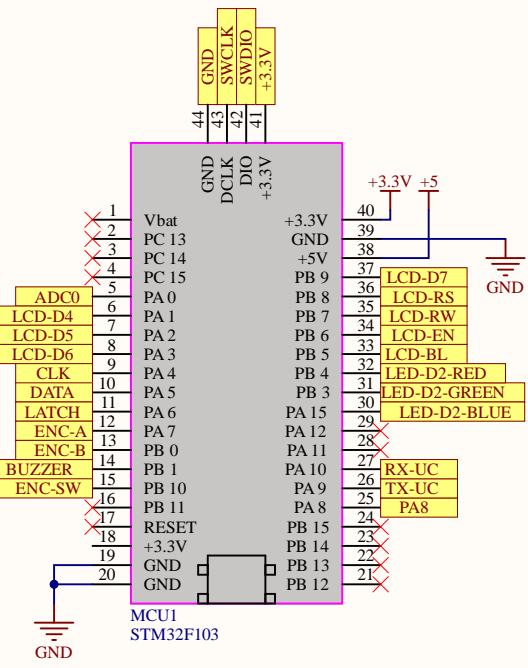 GND
SWCLK
SWDIO
+3.3V
44
43
42
41
GND
DCLK
DIO
+3.3V
+3.3V +5
1 Vbat +3.3V 40
2 PC 13 GND 39
3 PC 14 +5V 38
GND
4 PC 15 PB 9 37 LCD-D7
ADC0 5 PA 0 PB 8 36 LCD-RS
LCD-D4 6 PA 1 PB 7 35 LCD-RW
LCD-D5 7 PA 2 PB 6 34 LCD-EN
LCD-D6 8 PA 3 PB 5 33 LCD-BL
CLK 9 PA 4 PB 4 32 LED-D2-RED
DATA 10 PA 5 PB 3 31 LED-D2-GREEN
LATCH 11 PA 6 PA 15 30 LED-D2-BLUE
ENC-A 12 PA 7 PA 12 29
ENC-B 13 PB 0 PA 11 28
BUZZER 14 PB 1 PA 10 27 RX-UC
ENC-SW 15 PB 10 PA 9 26 TX-UC
16 PB 11 PA 8 25 PA8
17 RESET PB 15 24
18 +3.3V PB 14 23
19 GND PB 13 22
20 GND PB 12 21
MCU1
STM32F103
GND